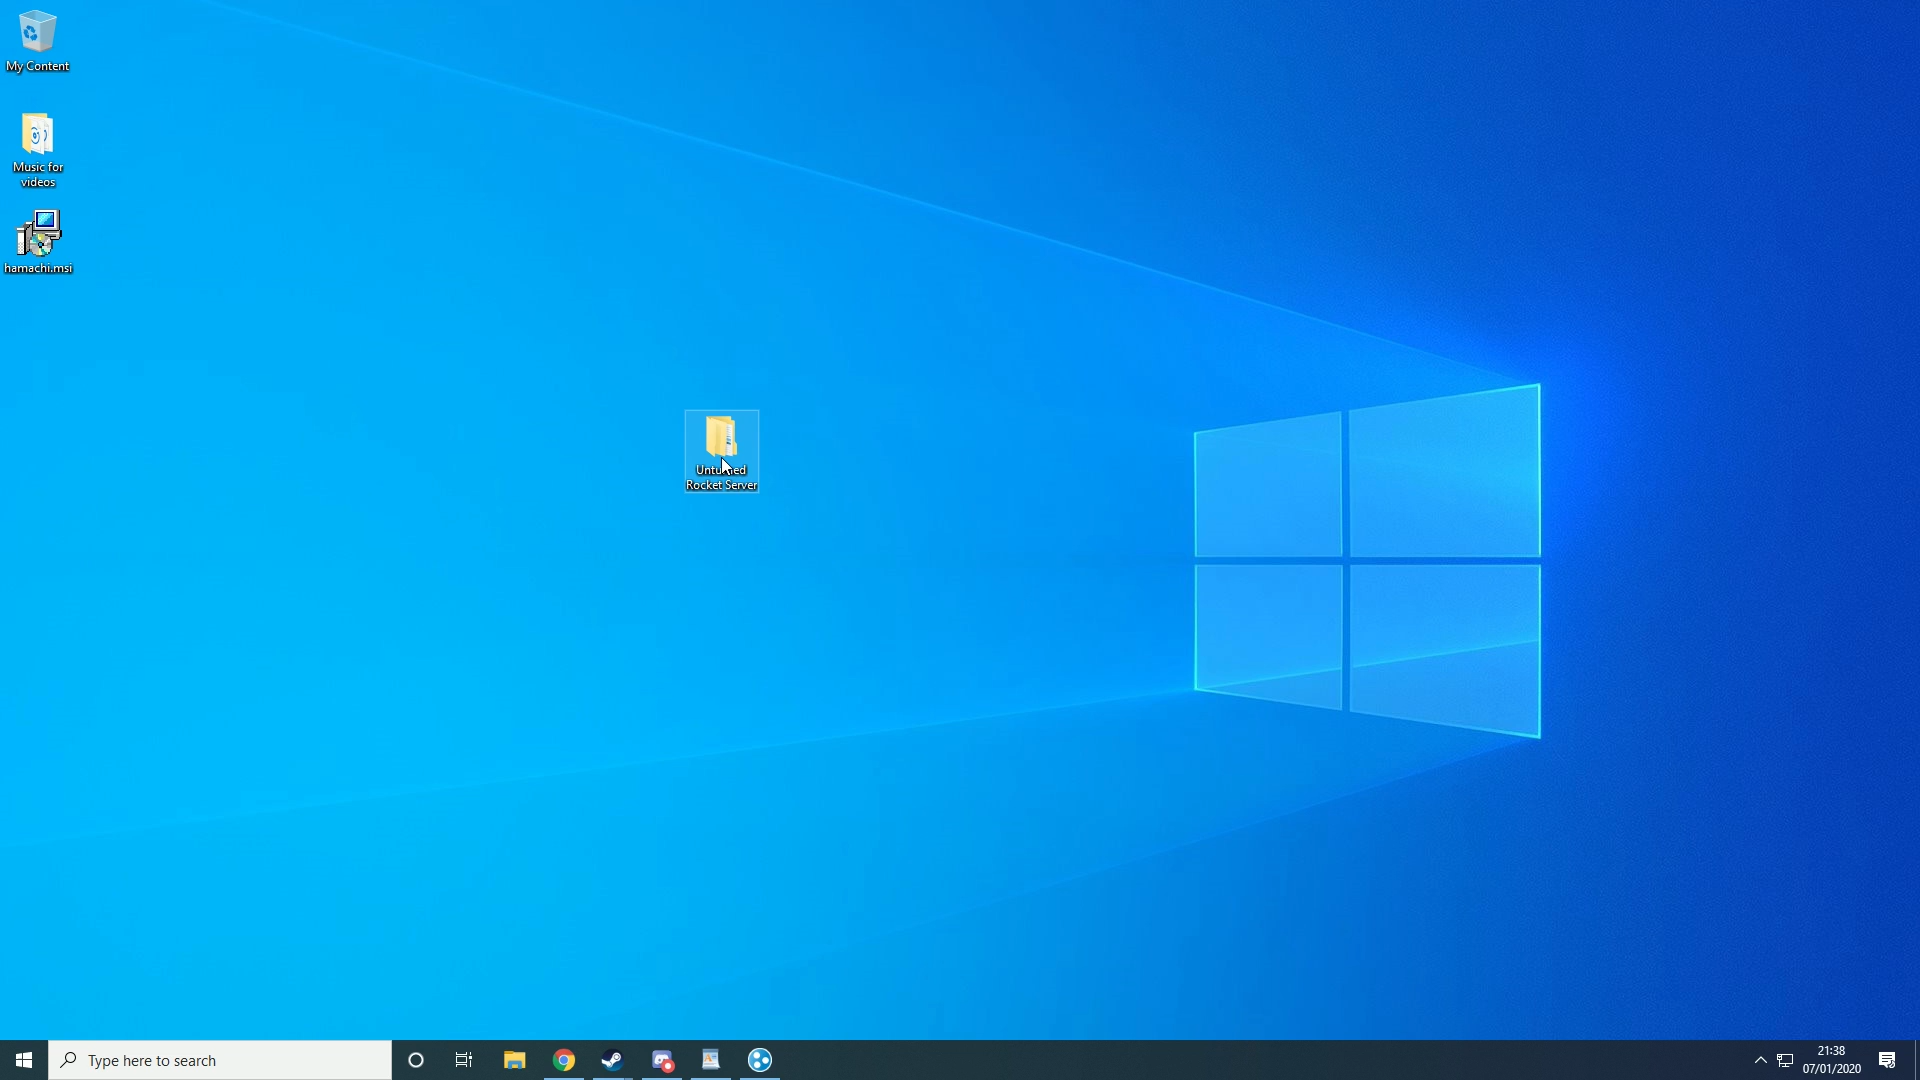 My Content
Music for
videos
hamachi.msi
Rocket Server
Type here to search
21:38
07/01/2020